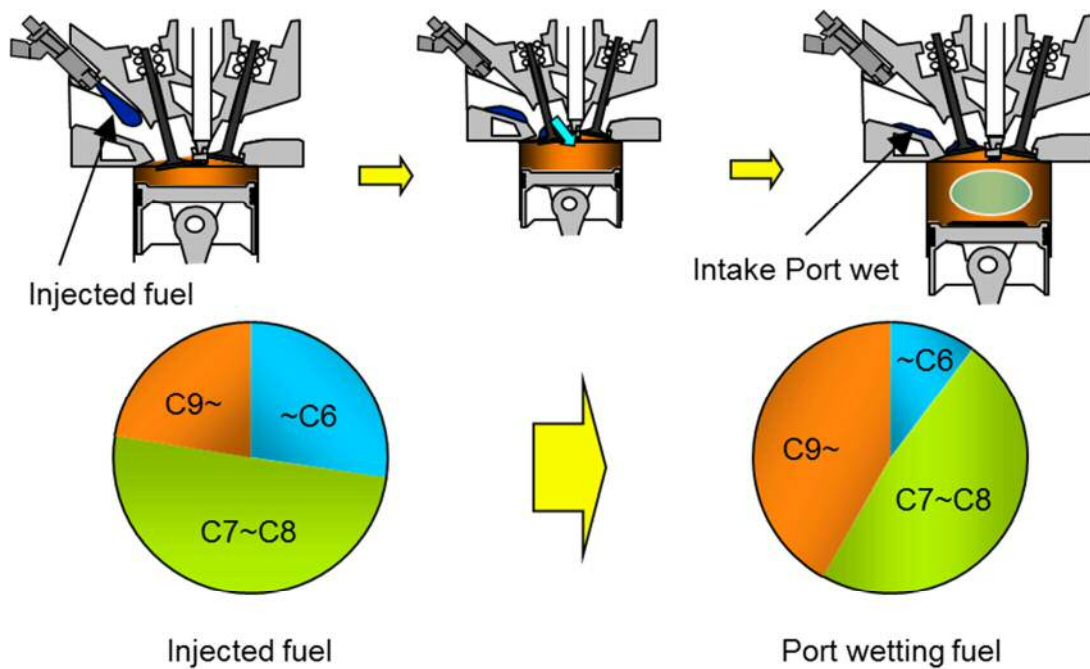 Injected fuel
Intake Port wet
C9~
~C6
C7~C8
~C6
C9~
C7~C8
Injected fuel
Port wetting fuel